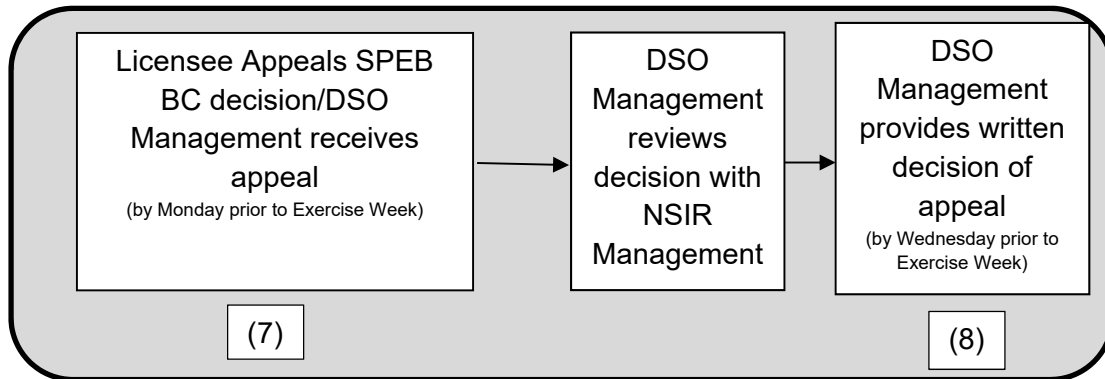 Licensee Appeals SPEB
BC decision/DSO
Management receives
appeal
(by Monday prior to Exercise Week)
(7)
DSO
Management
reviews
decision with
NSIR
Management
DSO
Management
provides written
decision of
appeal
(by Wednesday prior to
Exercise Week)
(8)